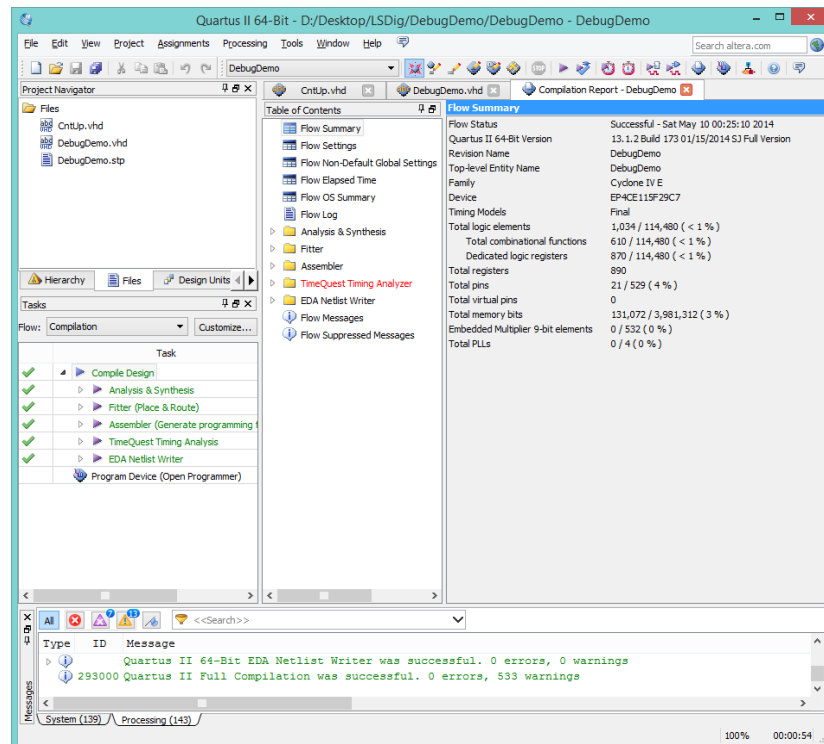 Quartus II 64-Bit - D:/Desktop/LSDig/DebugDemo/DebugDemo - DebugDemo
File Edit View Project Assignments Processing Tools Window Help
Search altera.com
DebugDemo
STOP
Project Navigator
Files
CntUp.vhd
DebugDemo.vhd
DebugDemo.stp
Hierarchy Files Design Units
Tasks
Flow: Compilation Customize...
Task
Compile Design
Analysis & Synthesis
Fitter (Place & Route)
Assembler (Generate programming f
TimeQuest Timing Analysis
EDA Netlist Writer
Program Device (Open Programmer)
CntUp.vhd DebugDemo.vhd Compilation Report - DebugDemo
Table of Contents
Flow Summary
Flow Settings
Flow Non-Default Global Settings
Flow Elapsed Time
Flow OS Summary
Flow Log
Analysis & Synthesis
Fitter
Assembler
TimeQuest Timing Analyzer
EDA Netlist Writer
Flow Messages
Flow Suppressed Messages
Flow Summary
Flow Status Successful - Sat May 10 00:25:10 2014
Quartus II 64-Bit Version 13.1.2 Build 173 01/15/2014 SJ Full Version
Revision Name DebugDemo
Top-level Entity Name DebugDemo
Family Cyclone IV E
Device EP4CE115F29C7
Timing Models Final
Total logic elements 1,034 / 114,480 ( < 1 % )
Total combinational functions 610 / 114,480 ( < 1 % )
Dedicated logic registers 870 / 114,480 ( < 1 % )
Total registers 890
Total pins 21 / 529 ( 4 % )
Total virtual pins 0
Total memory bits 131,072 / 3,981,312 ( 3 % )
Embedded Multiplier 9-bit elements 0 / 532 ( 0 % )
Total PLLs 0 / 4 ( 0 % )
All 7 13 <<Search>>
Type ID Message
Quartus II 64-Bit EDA Netlist Writer was successful. 0 errors, 0 warnings
293000 Quartus II Full Compilation was successful. 0 errors, 533 warnings
Messages
System (139) Processing (143)
100% 00:00:54